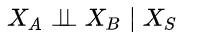 X_A ⫫ X_B | X_S